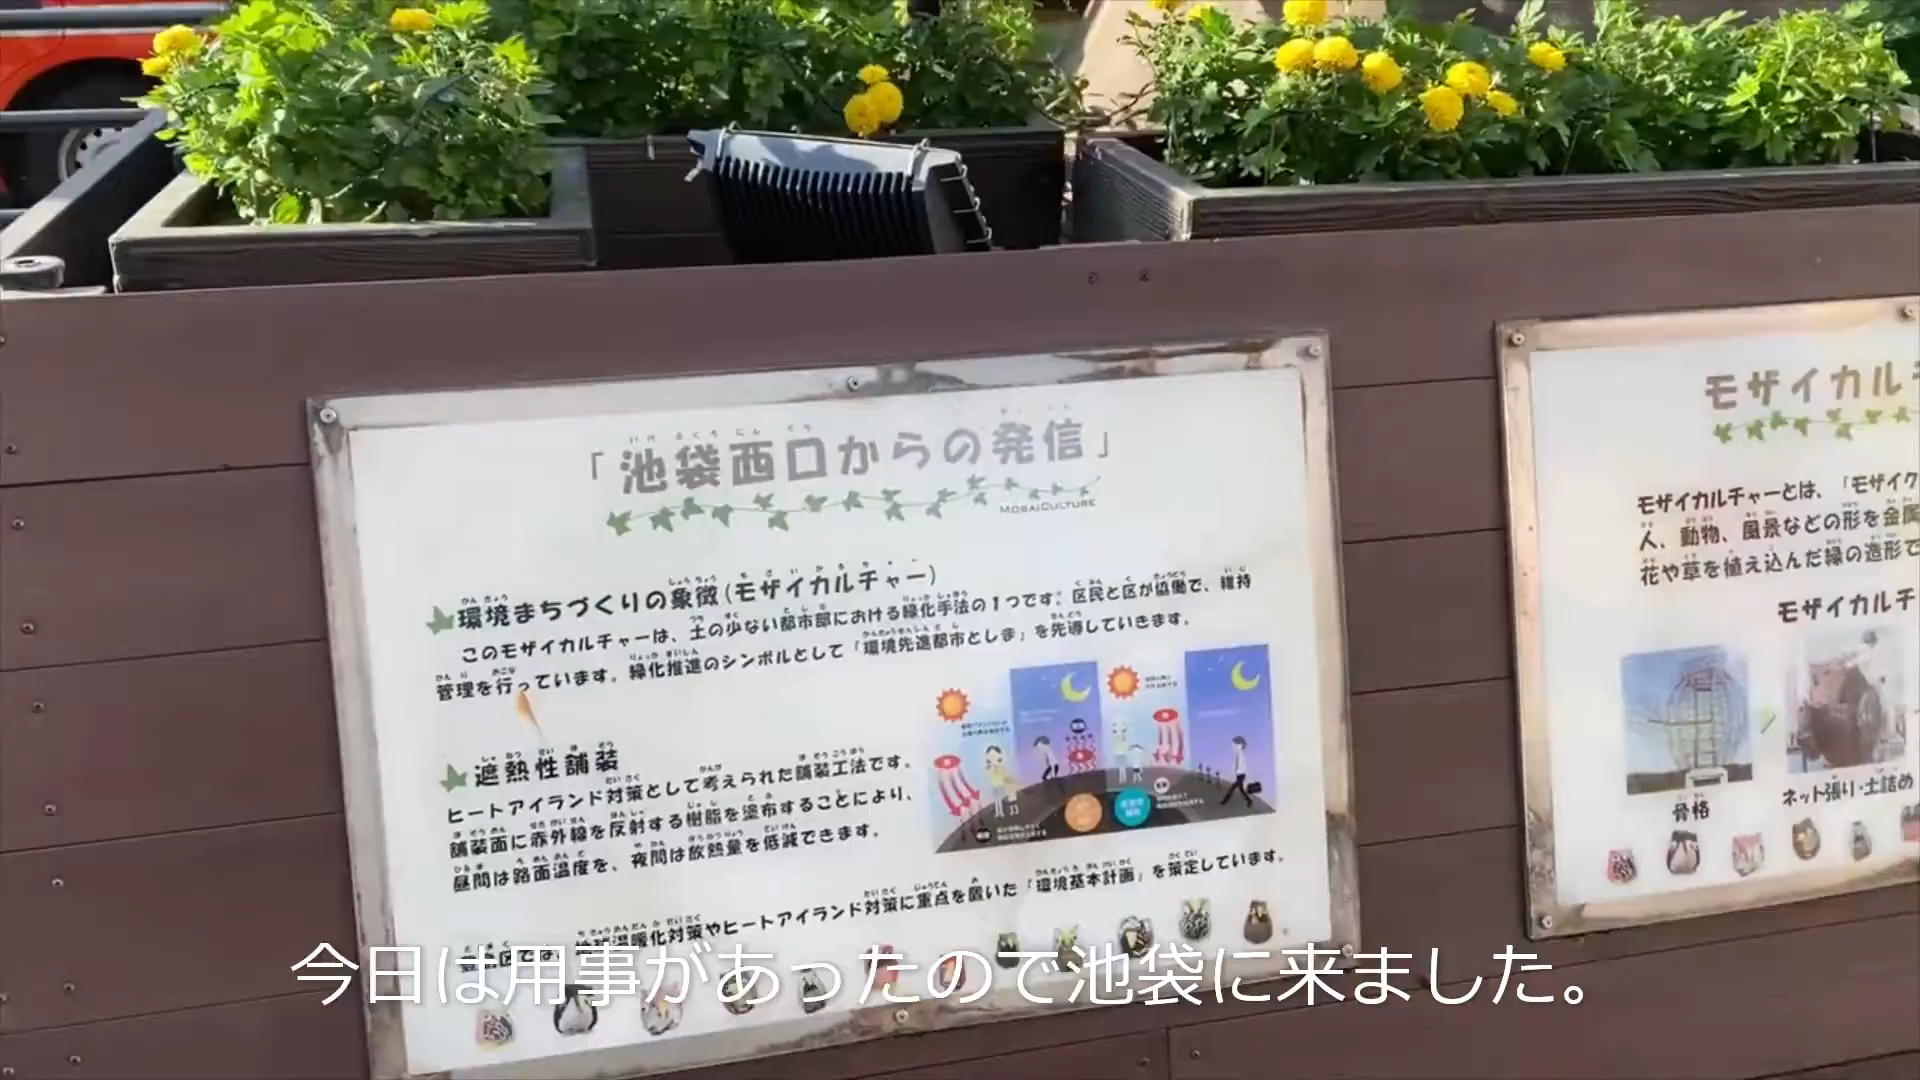 「池袋西口からの発信」
MOSAICULTURE
環境まちづくりの象徴(モザイカルチャー)
このモザイカルチャーは、土の少ない都市部における緑化手法の1つです。区民と区が協働で、維持
管理を行っています。緑化推進のシンボルとして「環境先進都市としま」を先導していきます。
遮熱性舗装
ヒートアイランド対策として考えられた舗装工法です。
舗装面に赤外線を反射する樹脂を塗布することにより、
昼間は路面温度を、夜間は放熱量を低減できます。
地球温暖化対策やヒートアイランド対策に重点を置いた「環境基本計画」を策定しています。
モザイカル
モザイカルチャーとは、「モザイク
人、動物、風景などの形を金属
花や草を植え込んだ緑の造形で
モザイカルチ
骨格
ネット張り・土詰め
今日は用事があったので池袋に来ました。